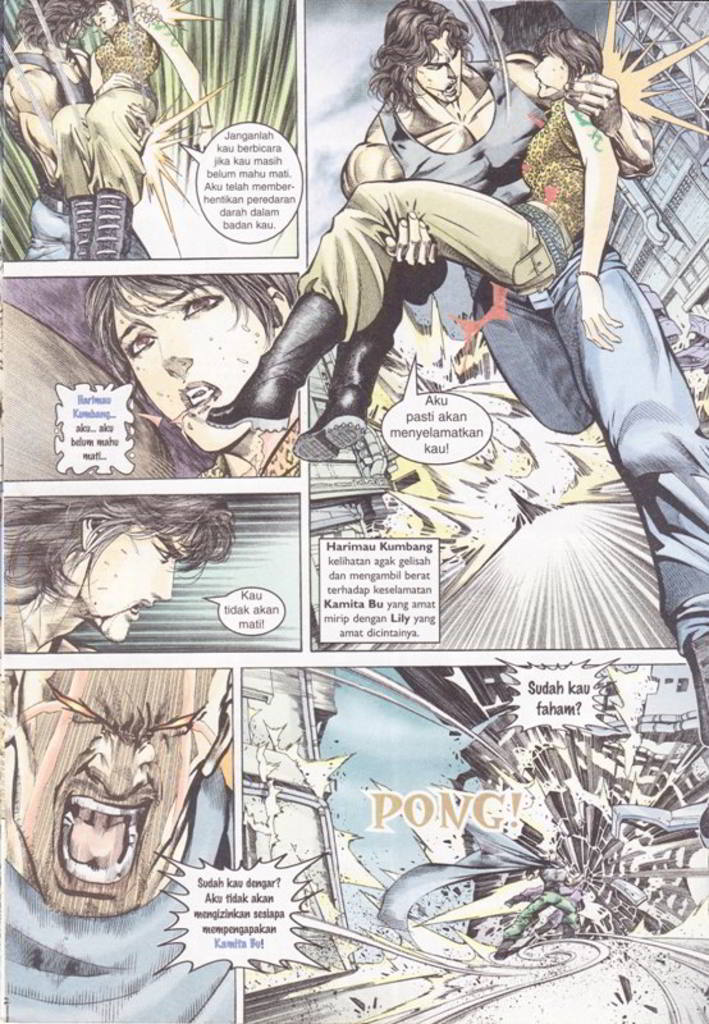 Janganlah
kau berbicara
jika kau masih
belum mahu mati.
Aku telah member-
hentikan peredaran
darah dalam
badan kau.
Aku
pasti akan
menyelamatkan
kau!
Harimau
Kumbang...
aku... aku
belum mahu
mati...
Harimau Kumbang
kelihatan agak gelisah
dan mengambil berat
terhadap keselamatan
Kamita Bu yang amat
mirip dengan Lily yang
amat dicintainya.
Kau
tidak akan
mati!
Sudah kau dengar?
Aku tidak akan
mengizinkan sesiapa
mempengapakan
Kamita Bu!
Sudah kau
faham?
PONG!